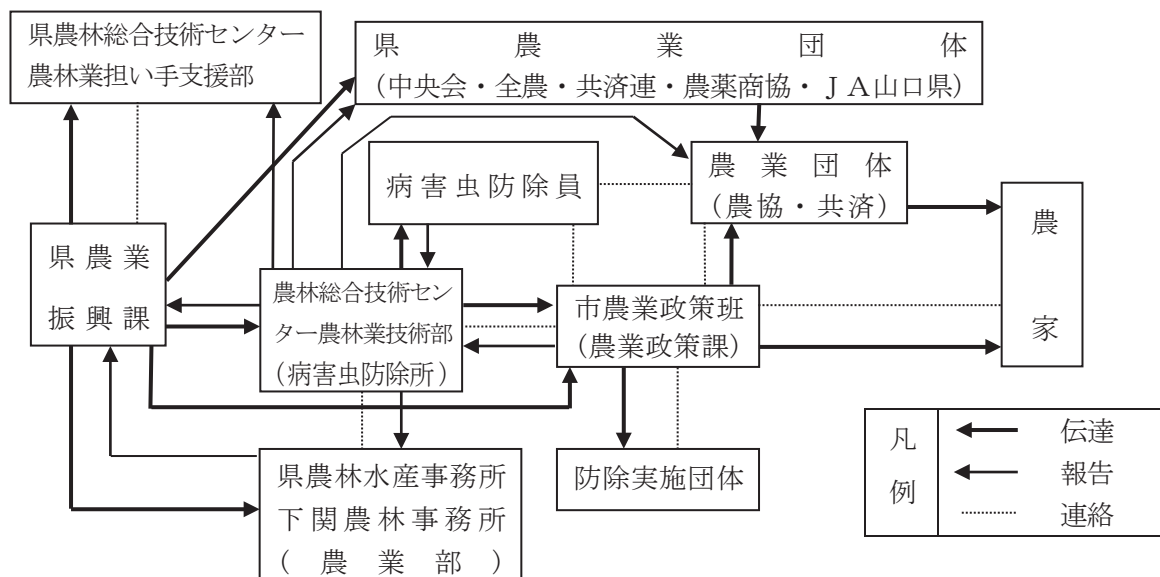 県農林総合技術センター
農林業担い手支援部
県農業団体
（中央会・全農・共済連・農薬商協・ＪＡ山口県）
病害虫防除員
農業団体
（農協・共済）
農家
県農業
振興課
農林総合技術セン
ター農林業技術部
（病害虫防除所）
市農業政策班
（農業政策課）
県農林水産事務所
下関農林事務所
（農業部）
防除実施団体
凡例
伝達
報告
連絡